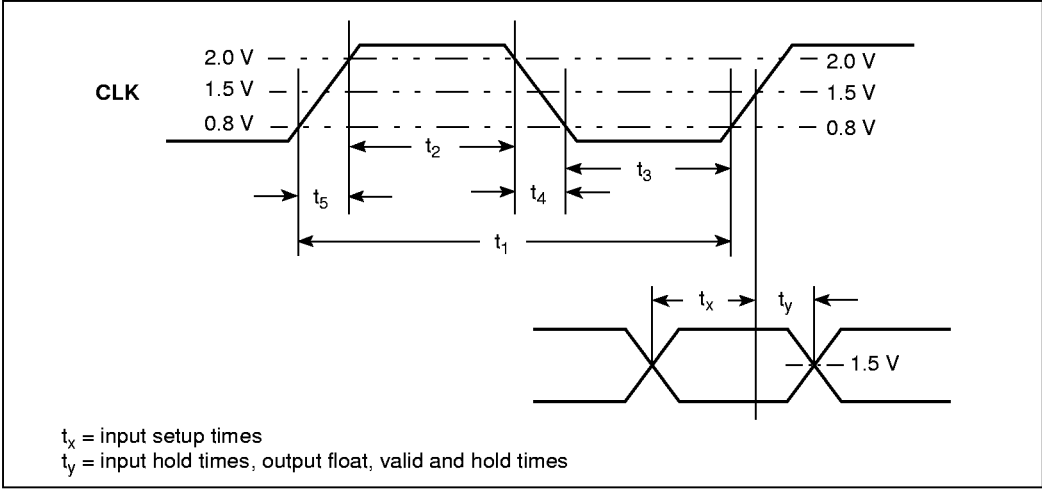 2.0 V
2.0 V
CLK
1.5 V
1.5 V
0.8 V
0.8 V
t2
t3
t5
t4
t1
tx
ty
1.5 V
tx = input setup times
ty = input hold times, output float, valid and hold times